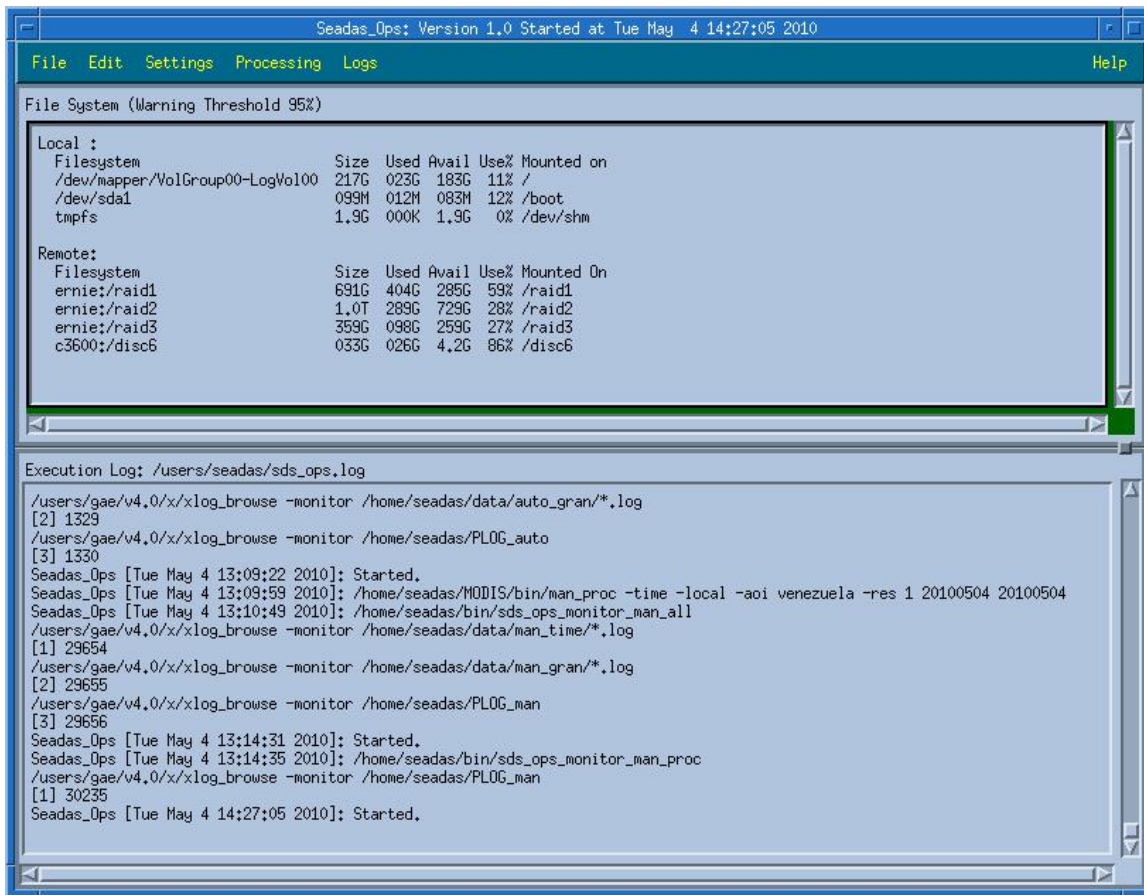 Seadas_Ops: Version 1.0 Started at Tue May  4 14:27:05 2010
File Edit Settings Processing Logs Help
File System (Warning Threshold 95%)
Local :
Filesystem Size Used Avail Use% Mounted on
/dev/mapper/VolGroup00-LogVol00 217G 023G 183G 11% /
/dev/sda1 099M 012M 083M 12% /boot
tmpfs 1.9G 000K 1.9G 0% /dev/shm
Remote:
Filesystem Size Used Avail Use% Mounted On
ernie:/raid1 691G 404G 285G 59% /raid1
ernie:/raid2 1.0T 289G 729G 28% /raid2
ernie:/raid3 359G 098G 259G 27% /raid3
c3600:/disc6 033G 026G 4.2G 86% /disc6
Execution Log: /users/seadas/sds_ops.log
/users/gae/v4.0/x/xlog_browse -monitor /home/seadas/data/auto_gran/*.log
[2] 1329
/users/gae/v4.0/x/xlog_browse -monitor /home/seadas/PLOG_auto
[3] 1330
Seadas_Ops [Tue May 4 13:09:22 2010]: Started.
Seadas_Ops [Tue May 4 13:09:59 2010]: /home/seadas/MODIS/bin/man_proc -time -local -aoi venezuela -res 1 20100504 20100504
Seadas_Ops [Tue May 4 13:10:49 2010]: /home/seadas/bin/sds_ops_monitor_man_all
/users/gae/v4.0/x/xlog_browse -monitor /home/seadas/data/man_time/*.log
[1] 29654
/users/gae/v4.0/x/xlog_browse -monitor /home/seadas/data/man_gran/*.log
[2] 29655
/users/gae/v4.0/x/xlog_browse -monitor /home/seadas/PLOG_man
[3] 29656
Seadas_Ops [Tue May 4 13:14:31 2010]: Started.
Seadas_Ops [Tue May 4 13:14:35 2010]: /home/seadas/bin/sds_ops_monitor_man_proc
/users/gae/v4.0/x/xlog_browse -monitor /home/seadas/PLOG_man
[1] 30235
Seadas_Ops [Tue May 4 14:27:05 2010]: Started.